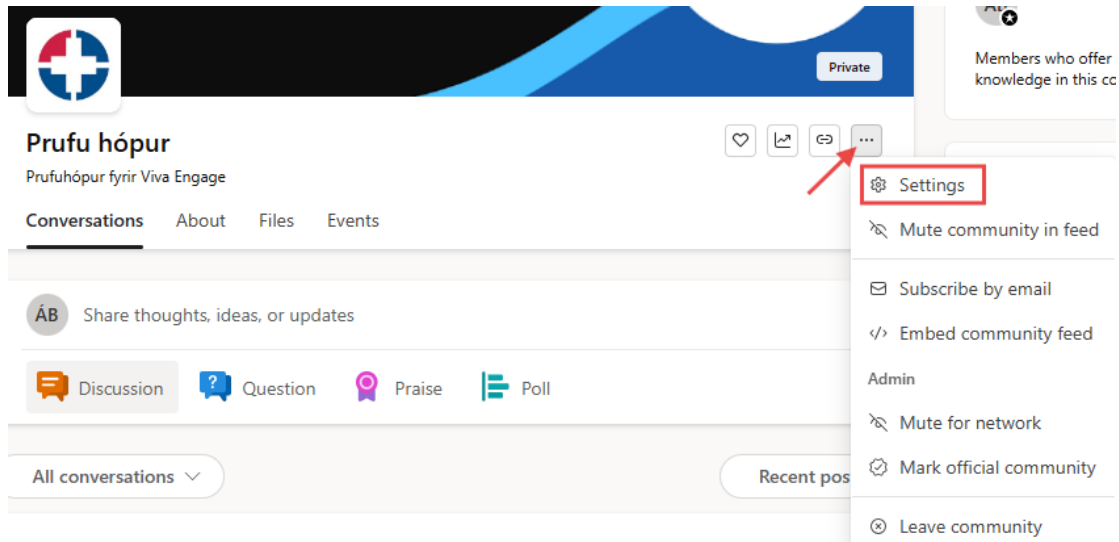 Private
Members who offer
knowledge in this co
Prufu hópur
Prufuhópur fyrir Viva Engage
Conversations About Files Events
Settings
Mute community in feed
Subscribe by email
Embed community feed
Admin
Mute for network
Mark official community
Leave community
ÁB Share thoughts, ideas, or updates
Discussion Question Praise Poll
All conversations
Recent pos